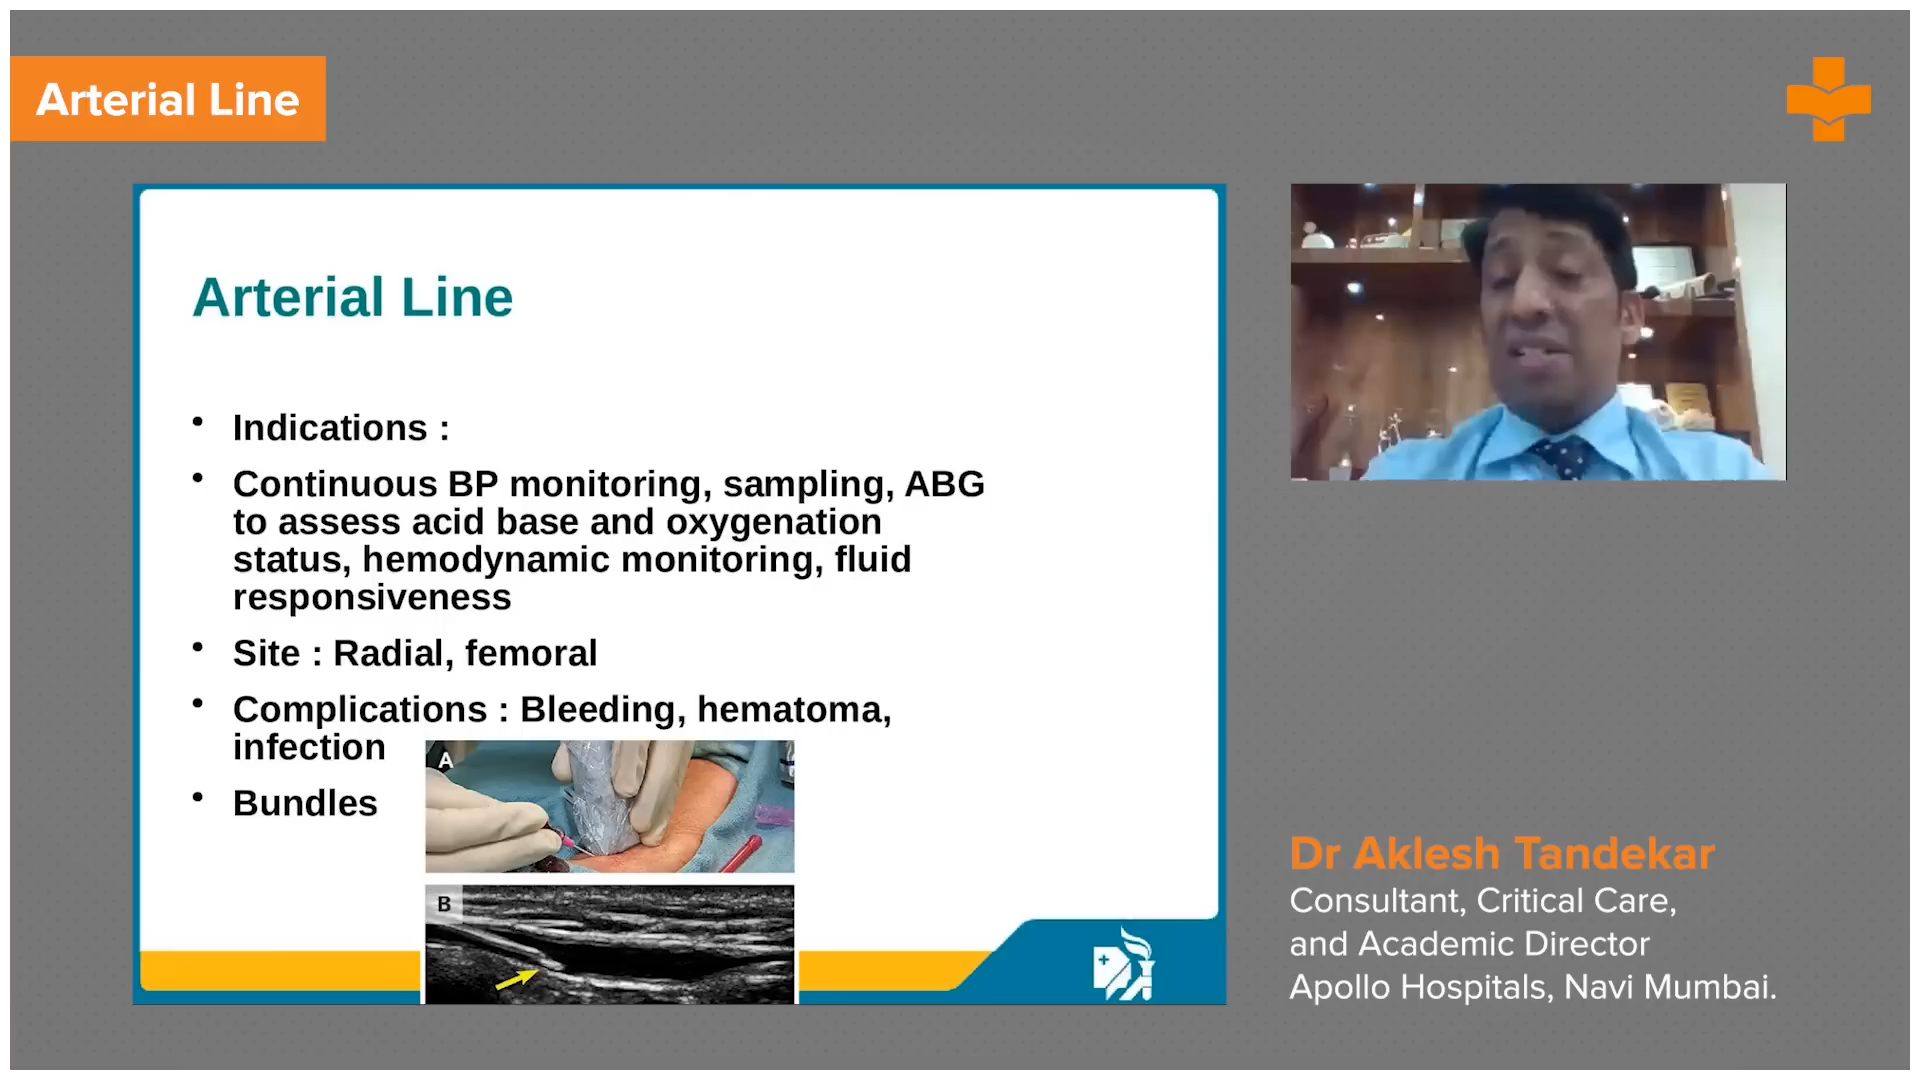 Arterial Line
Arterial Line
• Indications :
• Continuous BP monitoring, sampling, ABG
to assess acid base and oxygenation
status, hemodynamic monitoring, fluid
responsiveness
• Site : Radial, femoral
• Complications : Bleeding, hematoma,
infection
• Bundles
A
B
Dr Aklesh Tandekar
Consultant, Critical Care,
and Academic Director
Apollo Hospitals, Navi Mumbai.